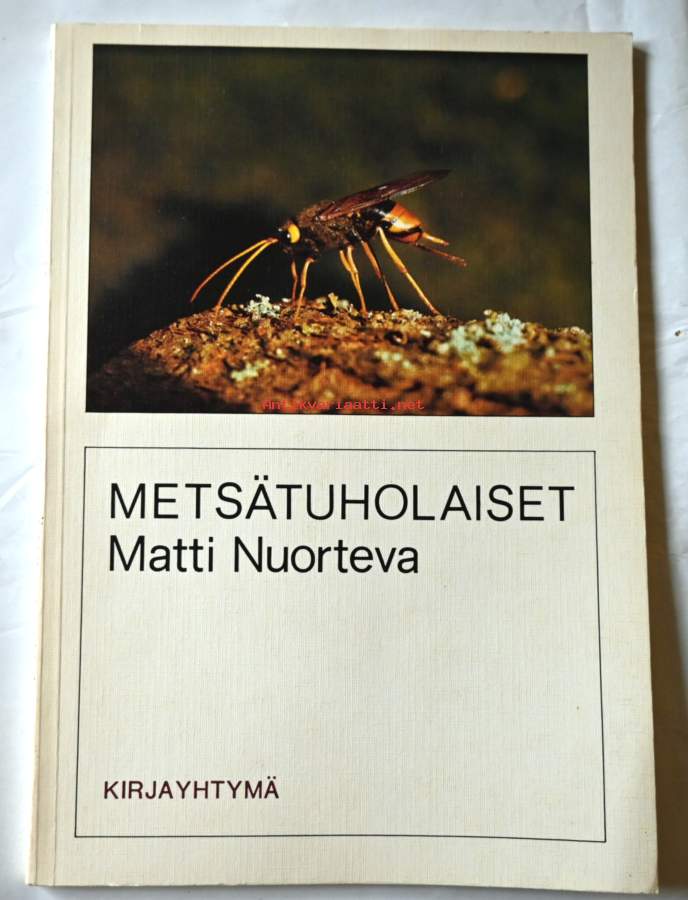 Antikvariaatti.net
METSÄTUHOLAISET
Matti Nuorteva
KIRJAYHTYMÄ